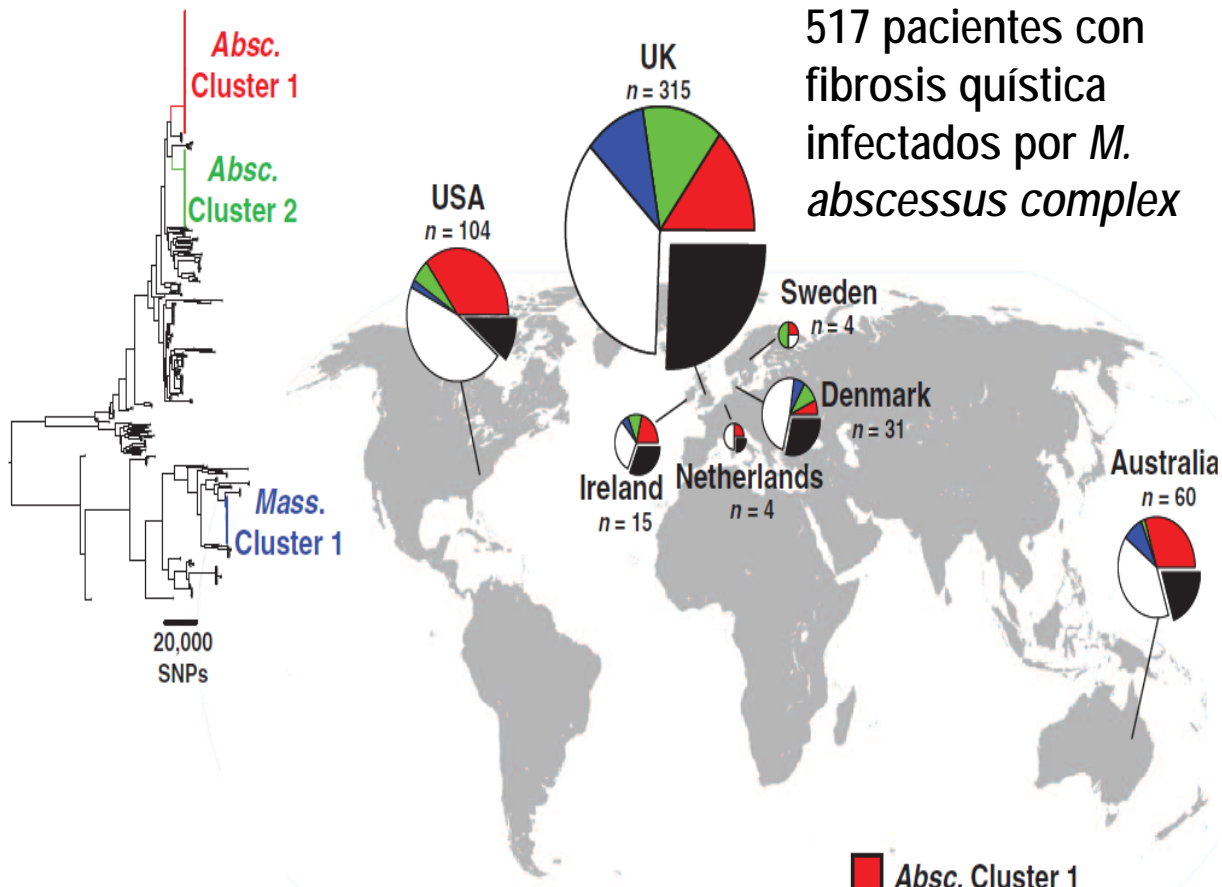 517 pacientes con
fibrosis quística
infectados por M.
abscessus complex
Absc.
Cluster 1
Absc.
Cluster 2
Mass.
Cluster 1
20,000
SNPs
UK
n = 315
USA
n = 104
Sweden
n = 4
Denmark
n = 31
Ireland
n = 15
Netherlands
n = 4
Australia
n = 60
Absc. Cluster 1